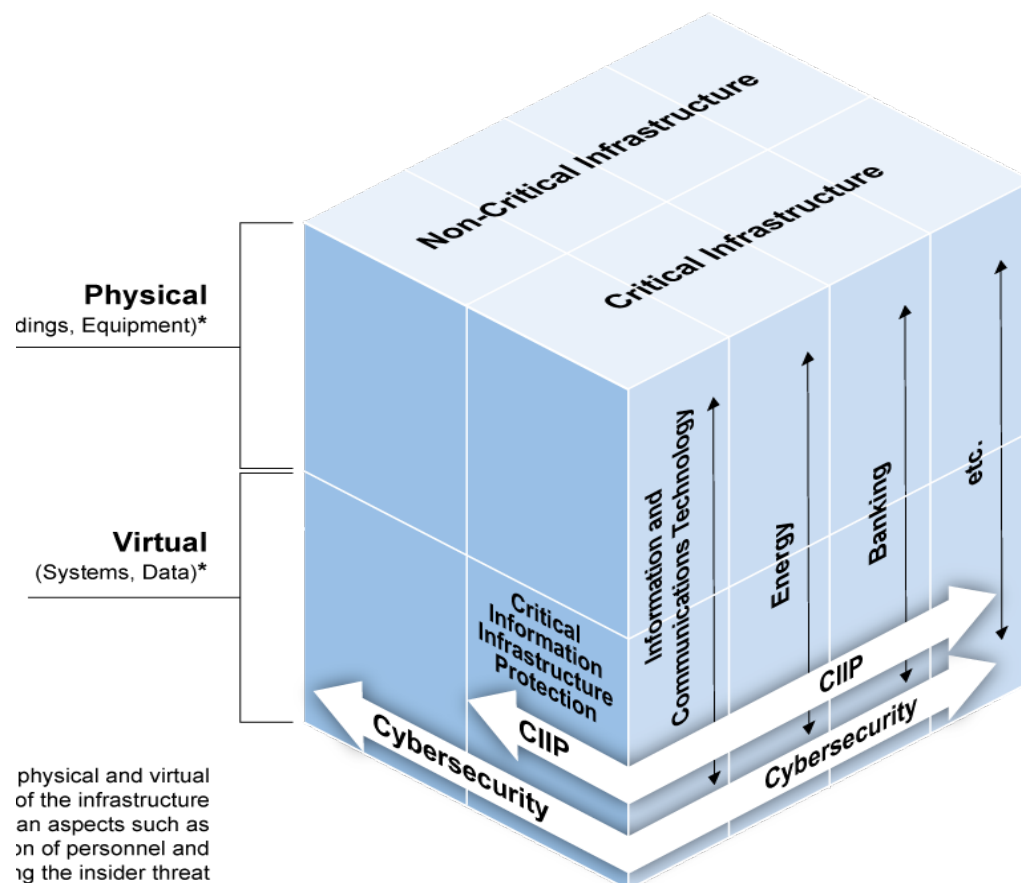 Non-Critical Infrastructure
Critical Infrastructure
Physical
dings, Equipment)*
Virtual
(Systems, Data)*
Information and
Communications Technology
Energy
Banking
etc.
Critical
Information
Infrastructure
Protection
CIIP
CIIP
Cybersecurity
Cybersecurity
physical and virtual
of the infrastructure
an aspects such as
on of personnel and
ng the insider threat